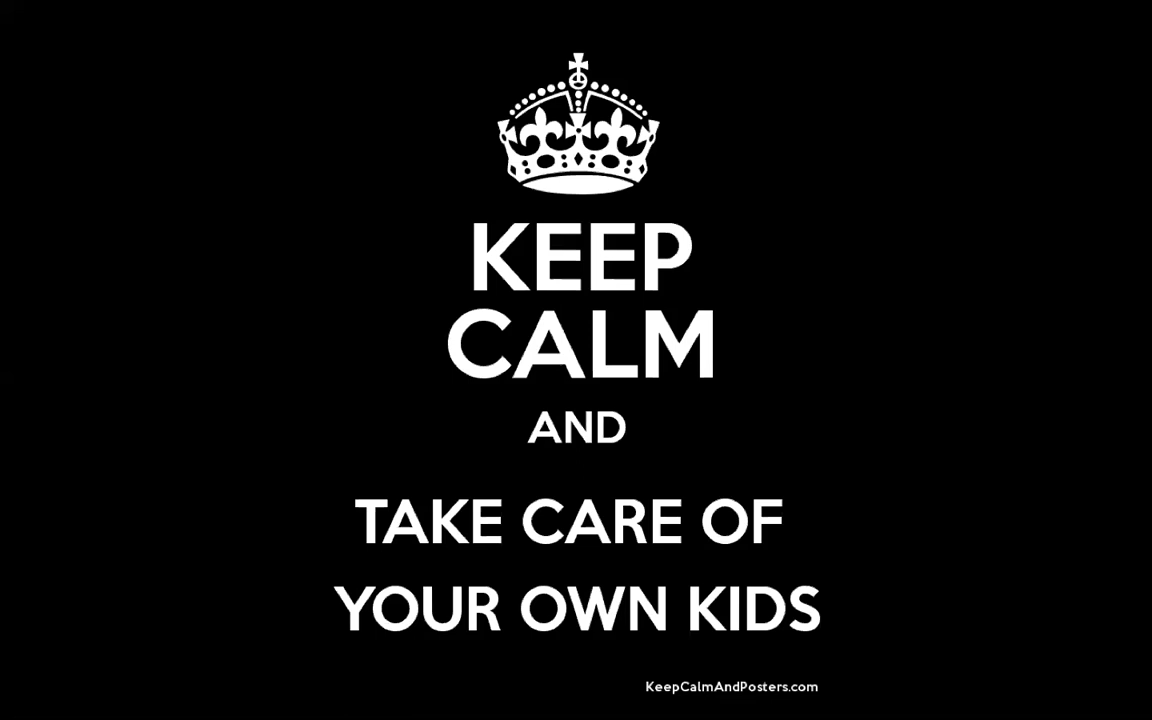 KEEP
CALM
AND
TAKE CARE OF
YOUR OWN KIDS
KeepCalmAndPosters.com